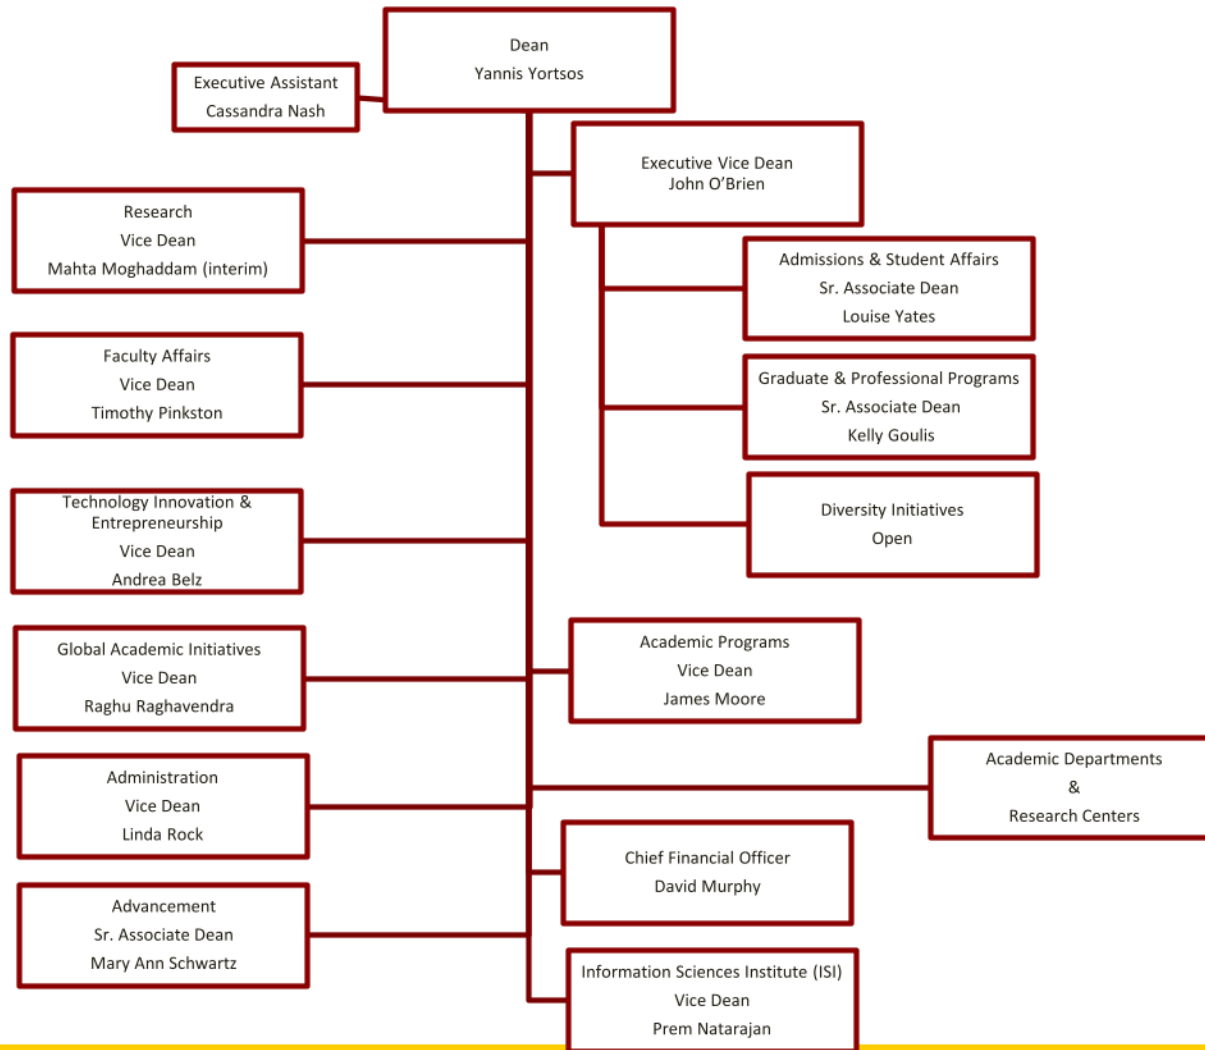 Dean
Yannis Yortsos
Executive Assistant
Cassandra Nash
Executive Vice Dean
John O’Brien
Research
Vice Dean
Mahta Moghaddam (interim)
Admissions & Student Affairs
Sr. Associate Dean
Louise Yates
Faculty Affairs
Vice Dean
Timothy Pinkston
Graduate & Professional Programs
Sr. Associate Dean
Kelly Goulis
Technology Innovation &
Entrepreneurship
Vice Dean
Andrea Belz
Diversity Initiatives
Open
Global Academic Initiatives
Vice Dean
Raghu Raghavendra
Academic Programs
Vice Dean
James Moore
Administration
Vice Dean
Linda Rock
Academic Departments
&
Research Centers
Chief Financial Officer
David Murphy
Advancement
Sr. Associate Dean
Mary Ann Schwartz
Information Sciences Institute (ISI)
Vice Dean
Prem Natarajan